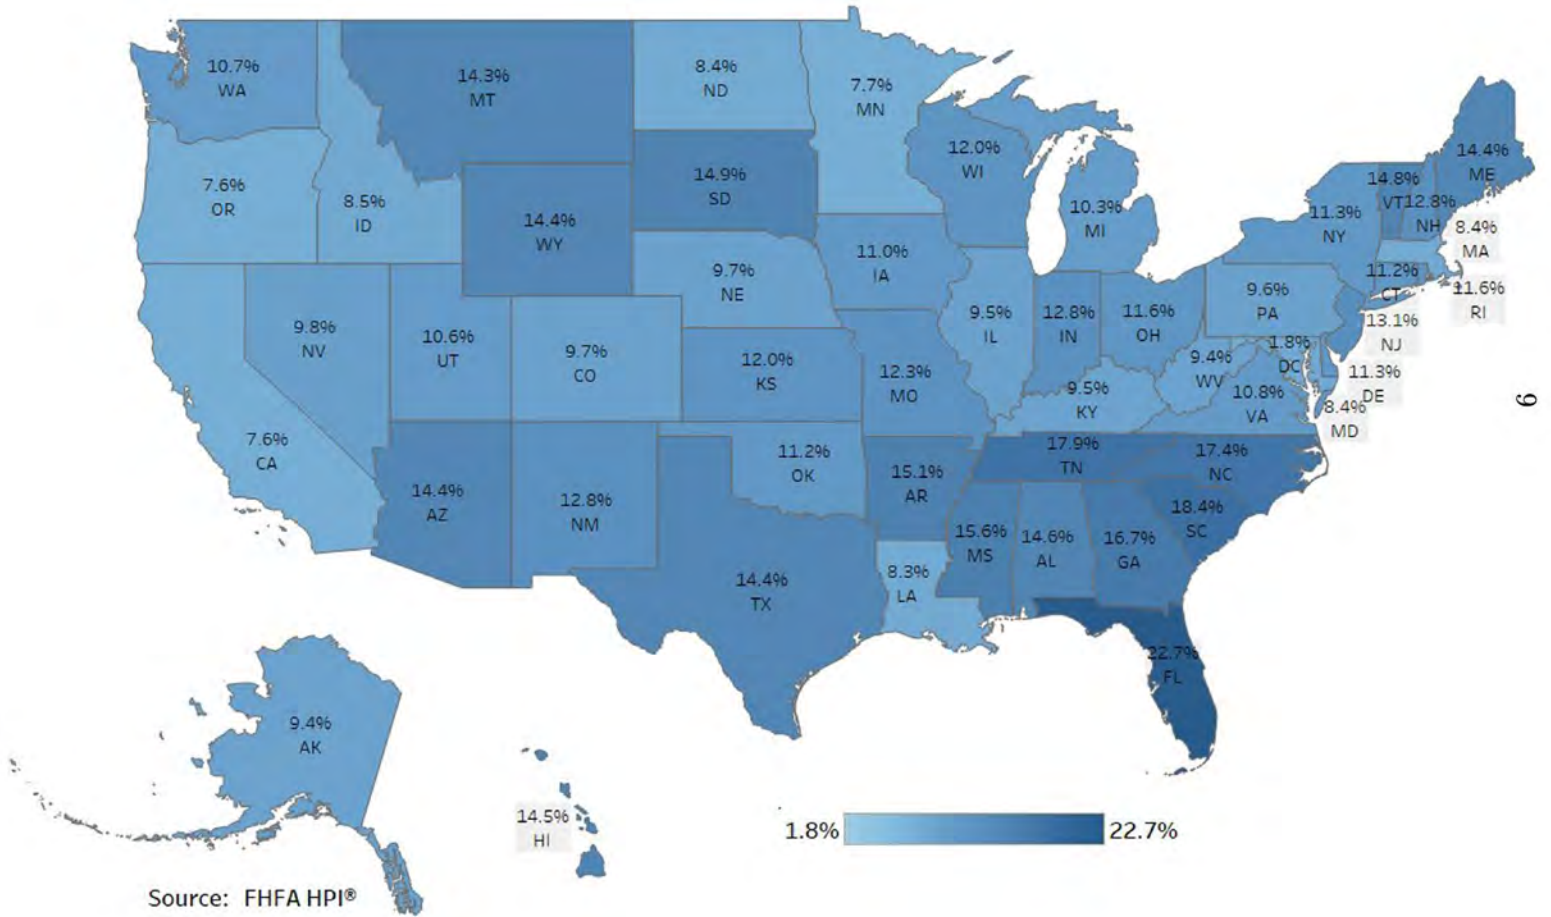 10.7%
WA
14.3%
MT
8.4%
ND
7.7%
MN
12.0%
WI
14.4%
ME
14.8%
VT
12.8%
NH
7.6%
OR
8.5%
ID
14.4%
WY
14.9%
SD
10.3%
MI
11.3%
NY
8.4%
MA
11.0%
IA
9.7%
NE
11.2%
CT
11.6%
RI
9.8%
NV
10.6%
UT
9.7%
CO
12.0%
KS
12.3%
MO
9.5%
IL
12.8%
IN
11.6%
OH
9.6%
PA
13.1%
NJ
1.8%
DC
9.4%
WV
11.3%
DE
9.5%
KY
10.8%
VA
8.4%
MD
9
7.6%
CA
14.4%
AZ
12.8%
NM
11.2%
OK
15.1%
AR
17.9%
TN
17.4%
NC
18.4%
SC
15.6%
MS
14.6%
AL
16.7%
GA
14.4%
TX
8.3%
LA
22.7%
FL
9.4%
AK
14.5%
HI
1.8%
22.7%
Source: FHFA HPI®